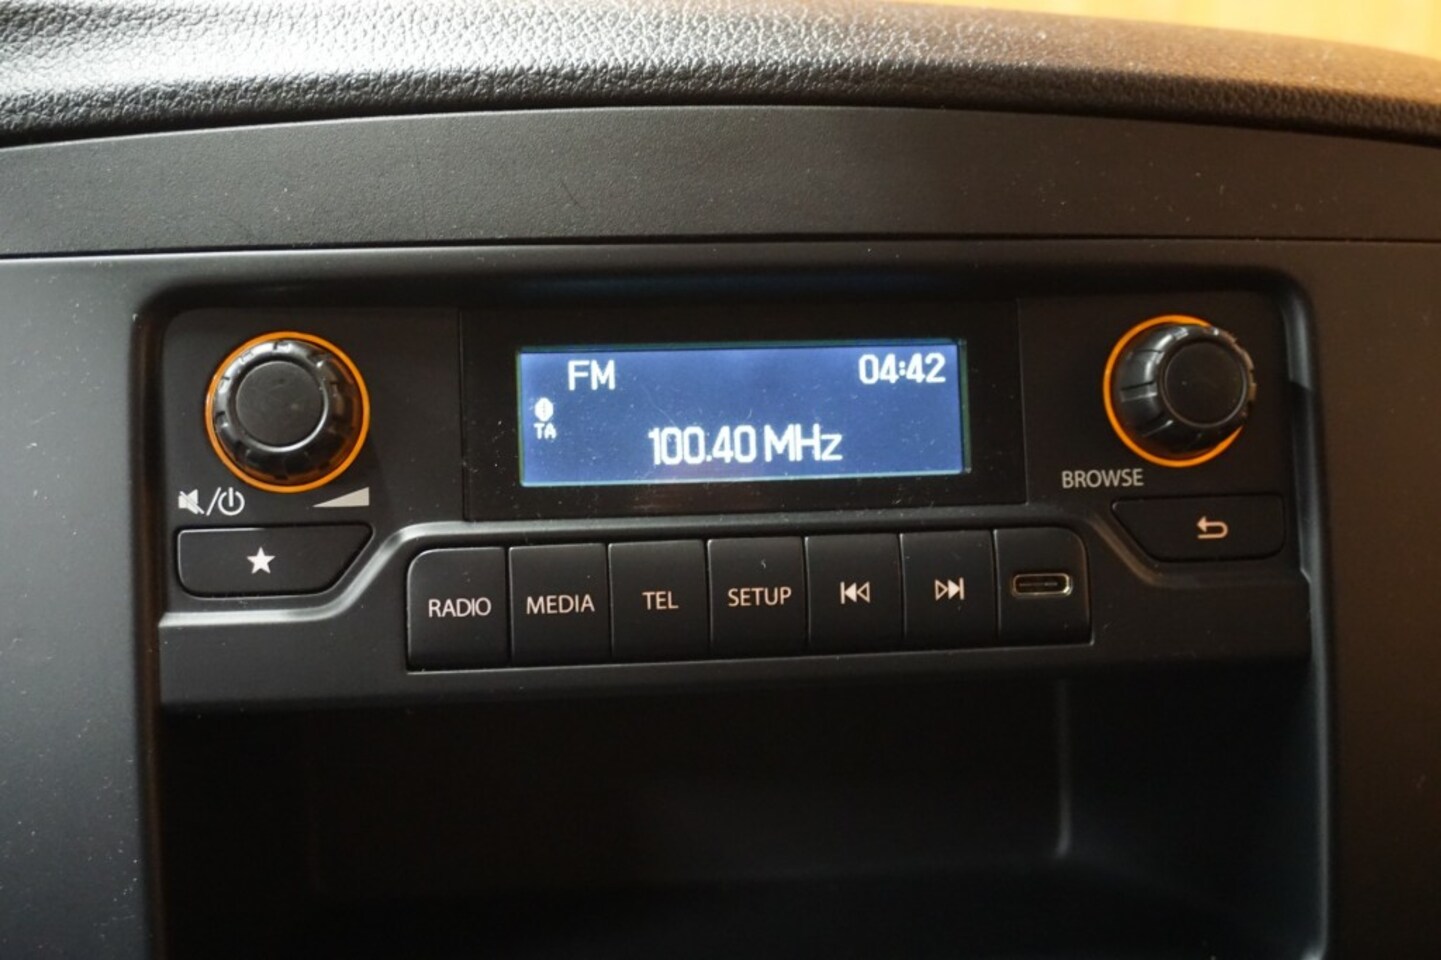 FM 04:42
TA
100.40 MHz
BROWSE
RADIO MEDIA TEL SETUP